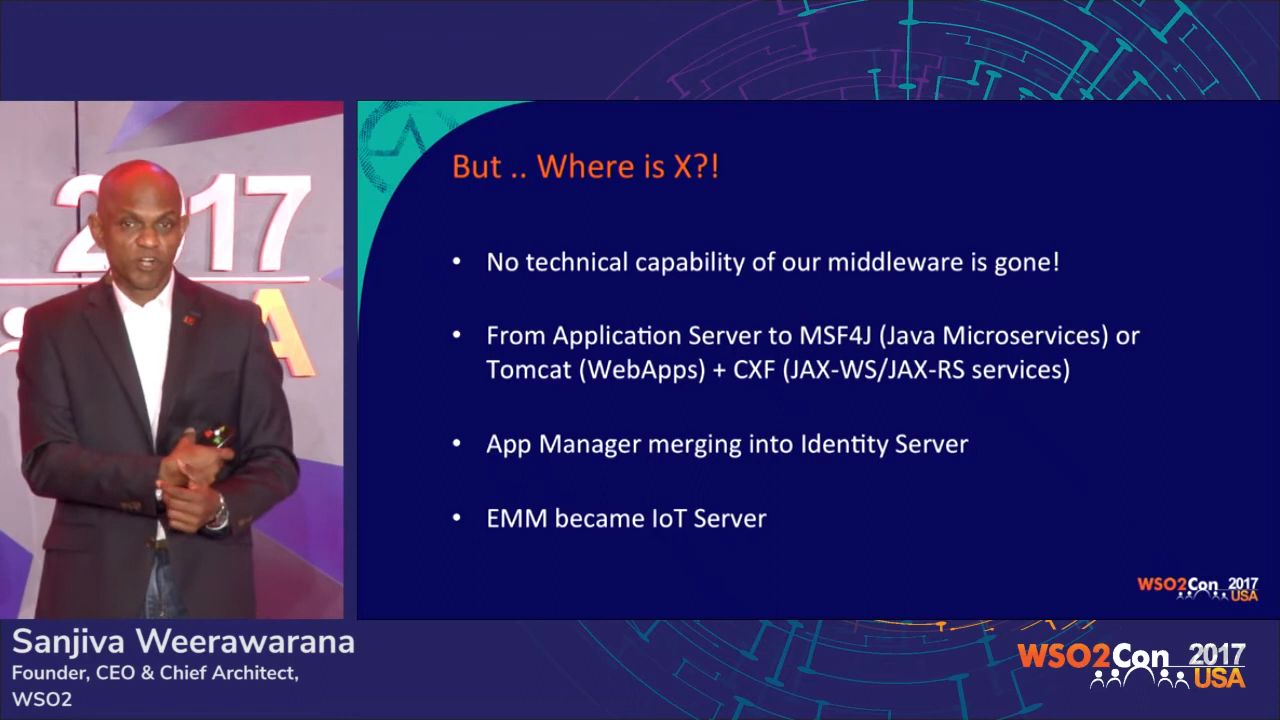 2017
A
But .. Where is X?!
• No technical capability of our middleware is gone!
• From Application Server to MSF4J (Java Microservices) or
Tomcat (WebApps) + CXF (JAX-WS/JAX-RS services)
• App Manager merging into Identity Server
• EMM became IoT Server
WSO2Con 2017
USA
Sanjiva Weerawarana
Founder, CEO & Chief Architect,
WSO2
WSO2Con 2017
USA